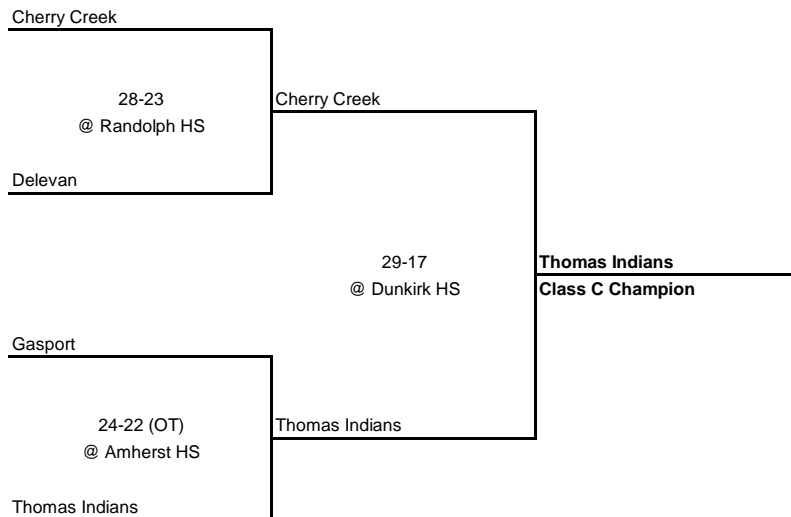 Cherry Creek
28-23
@ Randolph HS
Cherry Creek
Delevan
29-17
@ Dunkirk HS
Thomas Indians
Class C Champion
Gasport
24-22 (OT)
@ Amherst HS
Thomas Indians
Thomas Indians